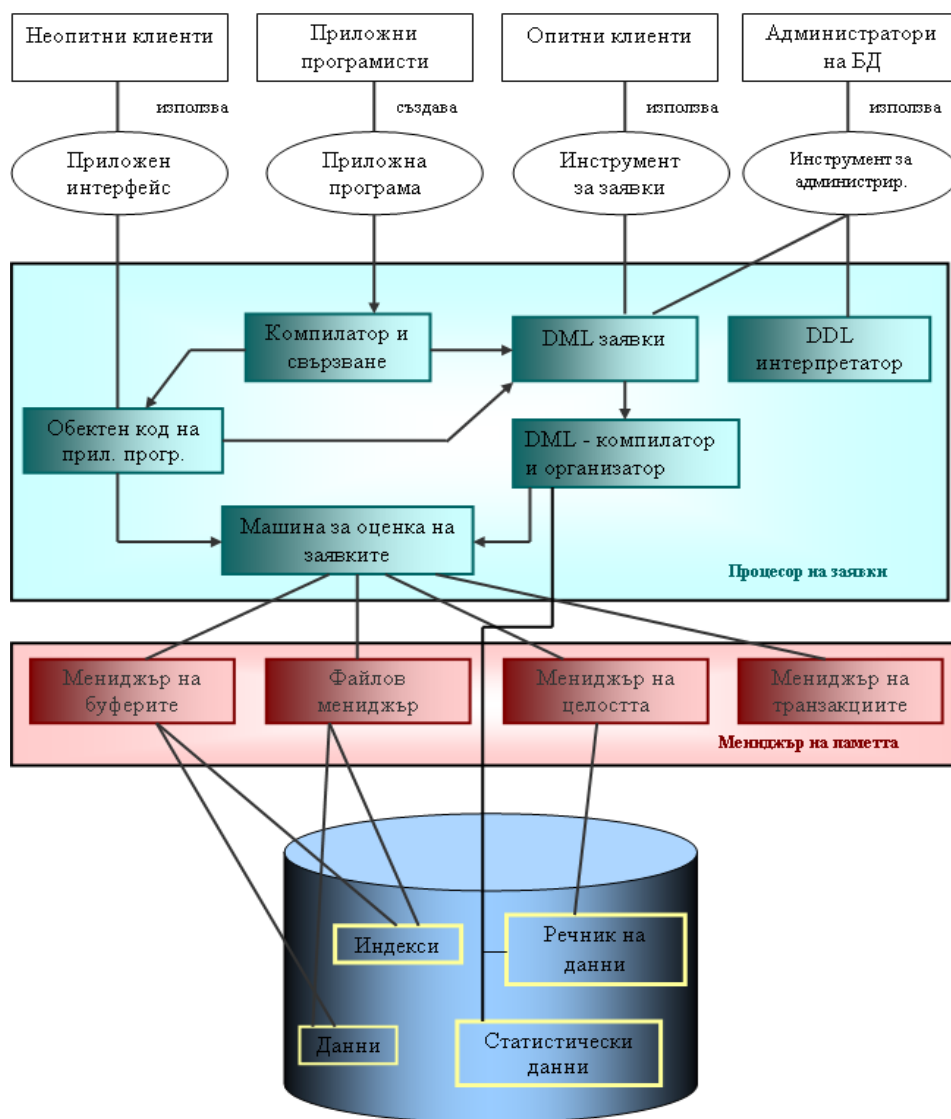 Неопитни клиенти
Приложни
програмисти
Опитни клиенти
Администратори
на БД
използва
създава
използва
използва
Приложен
интерфейс
Приложна
програма
Инструмент
за заявки
Инструмент за
администрир.
Компилатор и
свързване
DML заявки
DDL
интерпретатор
Обектен код на
прил. прогр.
DML - компилатор
и организатор
Машина за оценка на
заявките
Процесор на заявки
Мениджър на
буферите
Файлов
мениджър
Мениджър на
целостта
Мениджър на
транзакциите
Мениджър на паметта
Индекси
Речник на
данни
Данни
Статистически
данни